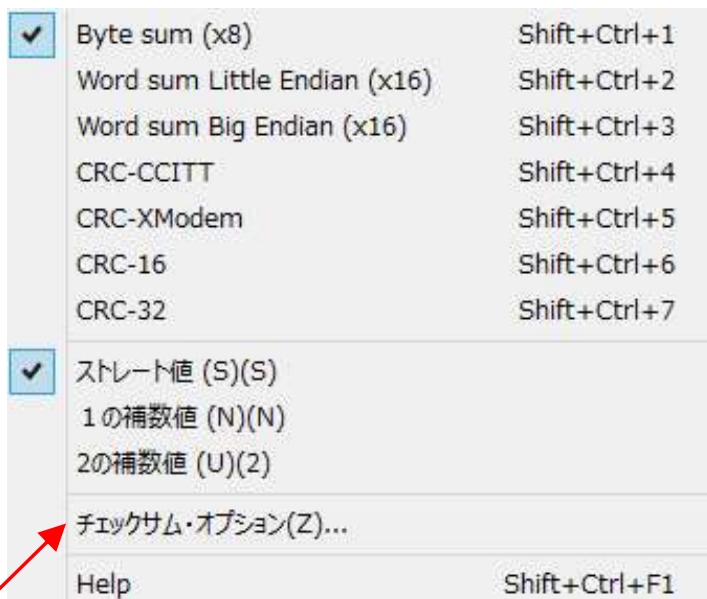 Byte sum (x8) Shift+Ctrl+1
Word sum Little Endian (x16) Shift+Ctrl+2
Word sum Big Endian (x16) Shift+Ctrl+3
CRC-CCITT Shift+Ctrl+4
CRC-XModem Shift+Ctrl+5
CRC-16 Shift+Ctrl+6
CRC-32 Shift+Ctrl+7
ストレート値 (S)(S)
１の補数値 (N)(N)
2の補数値 (U)(2)
チェックサム・オプション(Z)...
Help Shift+Ctrl+F1